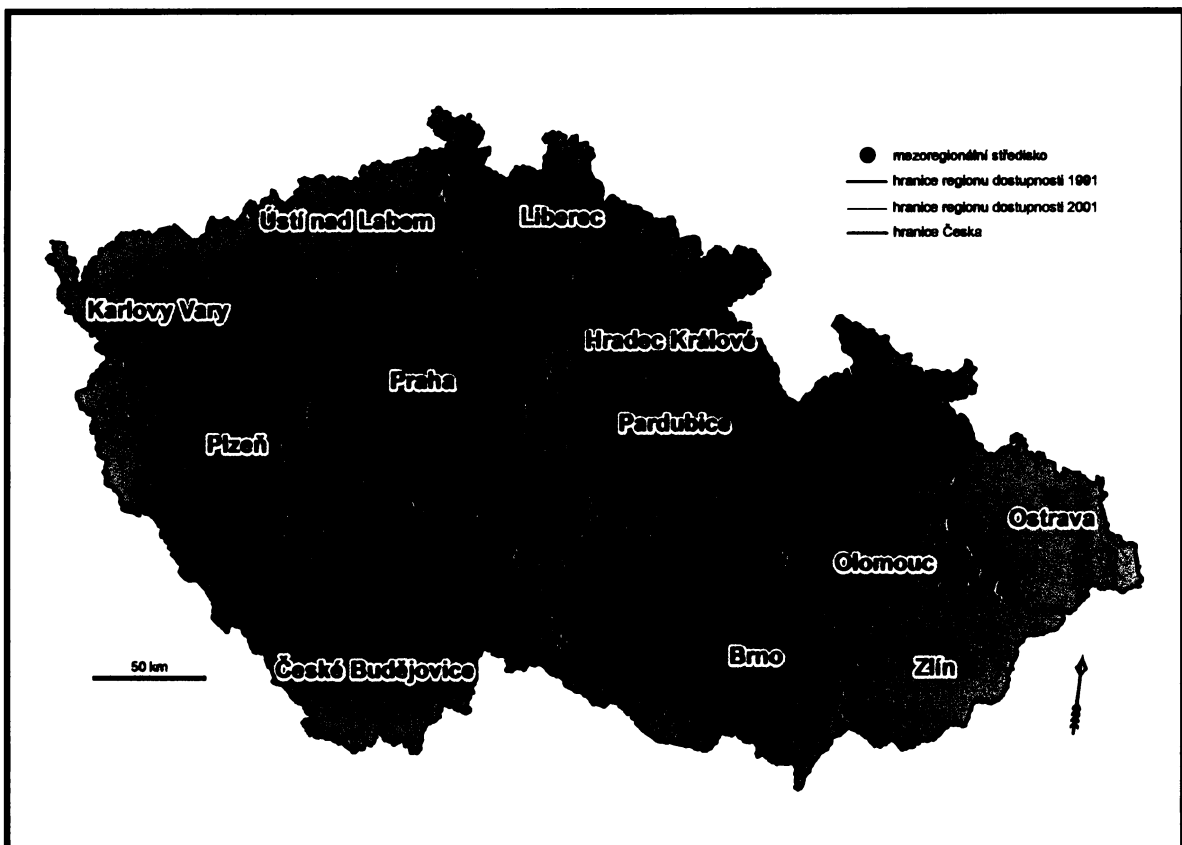 mezoregionální středisko
hranice regionu dostupnosti 1991
hranice regionu dostupnosti 2001
hranice Česka
Ústí nad Labem
Liberec
Karlovy Vary
Hradec Králové
Praha
Pardubice
Plzeň
Ostrava
Olomouc
Brno
Zlín
České Budějovice
50 km